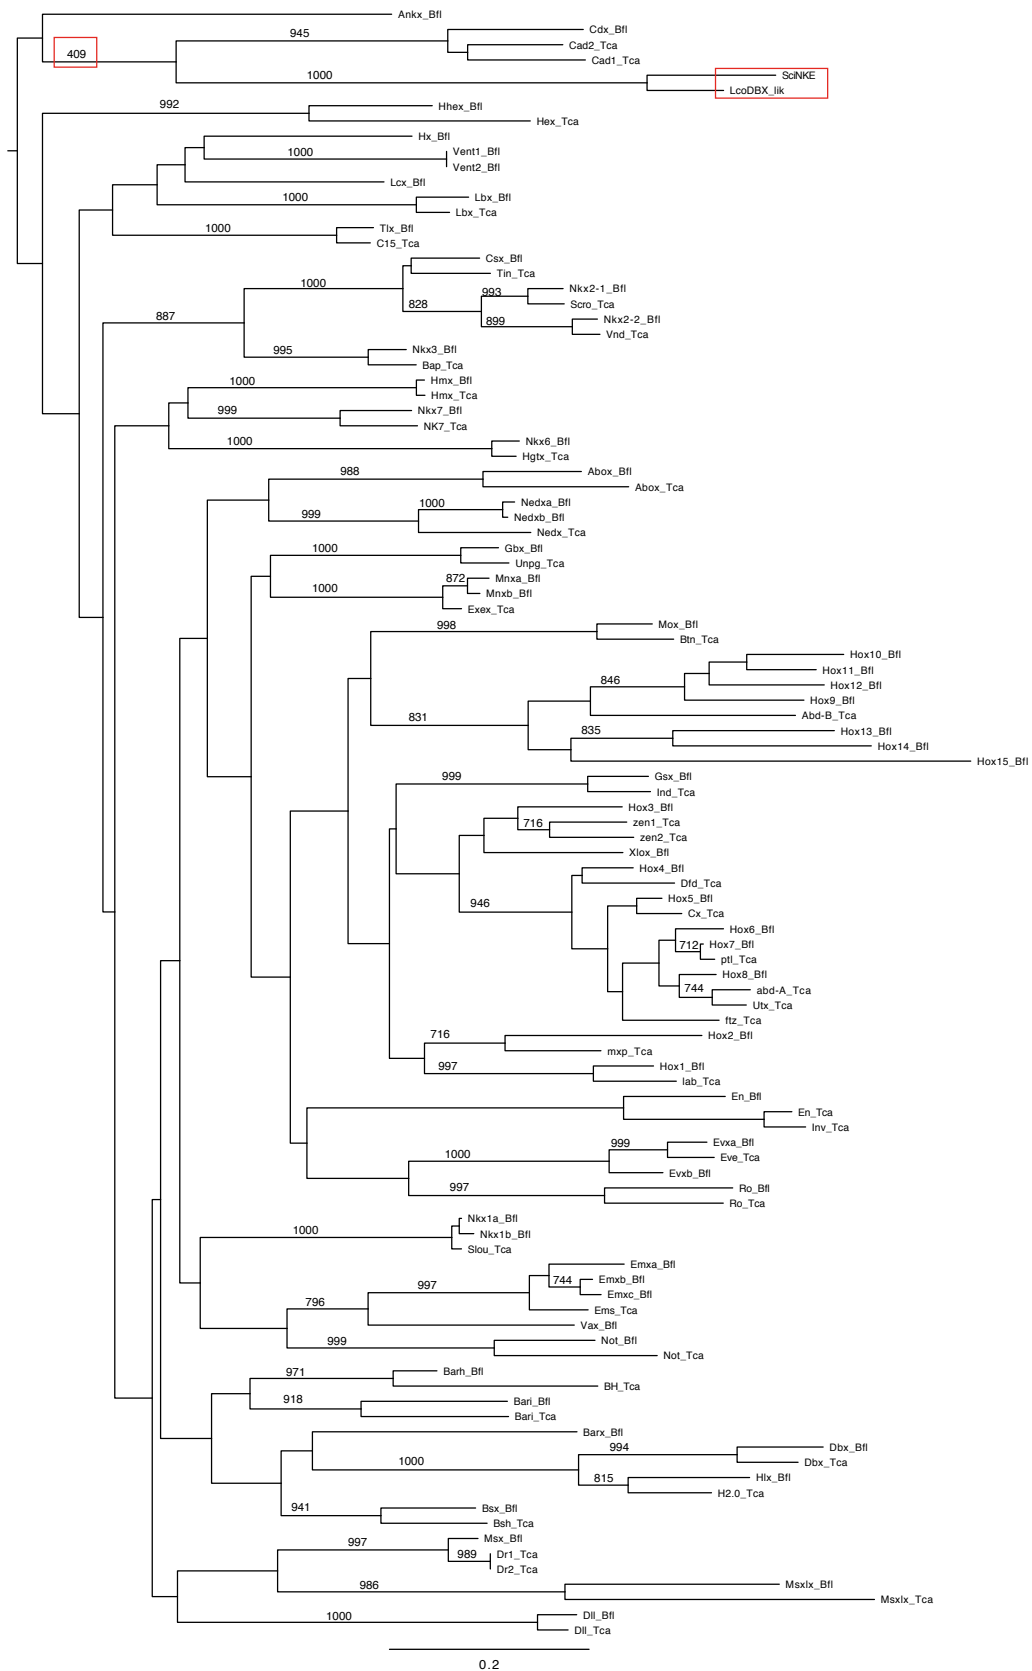 Ankx_Bfl
Cdx_Bfl
945
Cad2_Tca
409
Cad1_Tca
SciNKE
1000
LcoDBX_lik
992
Hhex_Bfl
Hex_Tca
Hx_Bfl
Vent1_Bfl
1000
Vent2_Bfl
Lcx_Bfl
1000
Lbx_Bfl
Lbx_Tca
1000
Tlx_Bfl
C15_Tca
Csx_Bfl
Tin_Tca
1000
Nkx2-1_Bfl
993
828
Scro_Tca
887
899
Nkx2-2_Bfl
Vnd_Tca
995
Nkx3_Bfl
Bap_Tca
1000
Hmx_Bfl
Hmx_Tca
999
Nkx7_Bfl
NK7_Tca
1000
Nkx6_Bfl
Hgtx_Tca
988
Abox_Bfl
Abox_Tca
1000
Nedxa_Bfl
999
Nedxb_Bfl
Nedx_Tca
1000
Gbx_Bfl
Unpg_Tca
872
Mnxa_Bfl
1000
Mnxb_Bfl
Exex_Tca
998
Mox_Bfl
Btn_Tca
Hox10_Bfl
Hox11_Bfl
846
Hox12_Bfl
Hox9_Bfl
831
Abd-B_Tca
835
Hox13_Bfl
Hox14_Bfl
Hox15_Bfl
999
Gsx_Bfl
Ind_Tca
Hox3_Bfl
716
zen1_Tca
zen2_Tca
Xlox_Bfl
Hox4_Bfl
Dfd_Tca
946
Hox5_Bfl
Cx_Tca
Hox6_Bfl
712
Hox7_Bfl
ptl_Tca
Hox8_Bfl
744
abd-A_Tca
Utx_Tca
ftz_Tca
716
Hox2_Bfl
mxp_Tca
997
Hox1_Bfl
lab_Tca
En_Bfl
En_Tca
Inv_Tca
999
Evxa_Bfl
1000
Eve_Tca
Evxb_Bfl
997
Ro_Bfl
Ro_Tca
Nkx1a_Bfl
1000
Nkx1b_Bfl
Slou_Tca
Emxa_Bfl
997
744
Emxb_Bfl
Emxc_Bfl
796
Ems_Tca
Vax_Bfl
999
Not_Bfl
Not_Tca
971
Barh_Bfl
BH_Tca
918
Bari_Bfl
Bari_Tca
Barx_Bfl
994
Dbx_Bfl
1000
Dbx_Tca
815
Hlx_Bfl
H2.0_Tca
941
Bsx_Bfl
Bsh_Tca
997
Msx_Bfl
989
Dr1_Tca
Dr2_Tca
986
Msxlx_Bfl
Msxlx_Tca
1000
Dll_Bfl
Dll_Tca
0.2